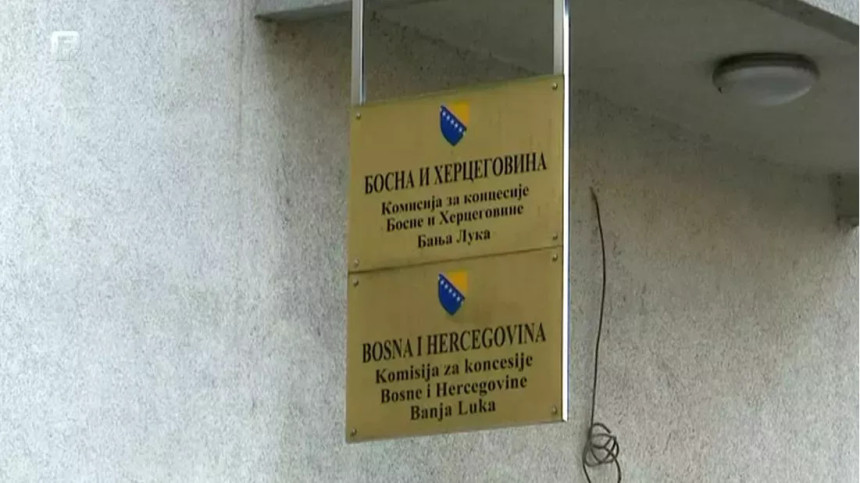 БОСНА И ХЕРЦЕГОВИНА
Комисија за концесије
Босне и Херцеговине
Бања Лука
BOSNA I HERCEGOVINA
Komisija za koncesije
Bosne i Hercegovine
Banja Luka